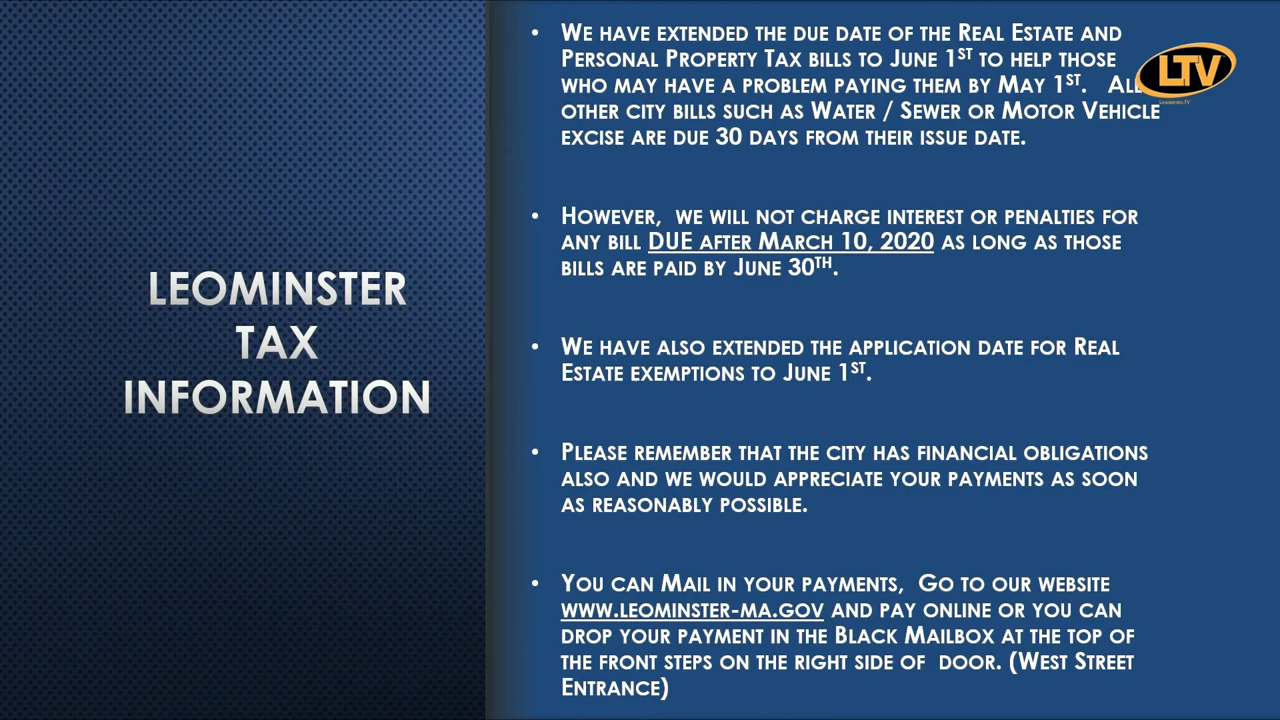 LEOMINSTER
TAX
INFORMATION
• We have extended the due date of the Real Estate and
Personal Property Tax bills to June 1ST to help those
who may have a problem paying them by May 1ST. All
other city bills such as Water / Sewer or Motor Vehicle
excise are due 30 days from their issue date.
• However, we will not charge interest or penalties for
any bill DUE after March 10, 2020 as long as those
bills are paid by June 30TH.
• We have also extended the application date for Real
Estate exemptions to June 1ST.
• Please remember that the city has financial obligations
also and we would appreciate your payments as soon
as reasonably possible.
• You can Mail in your payments, Go to our website
www.leominster-ma.gov and pay online or you can
drop your payment in the Black Mailbox at the top of
the front steps on the right side of door. (West Street
Entrance)
LTV
Leominster.TV